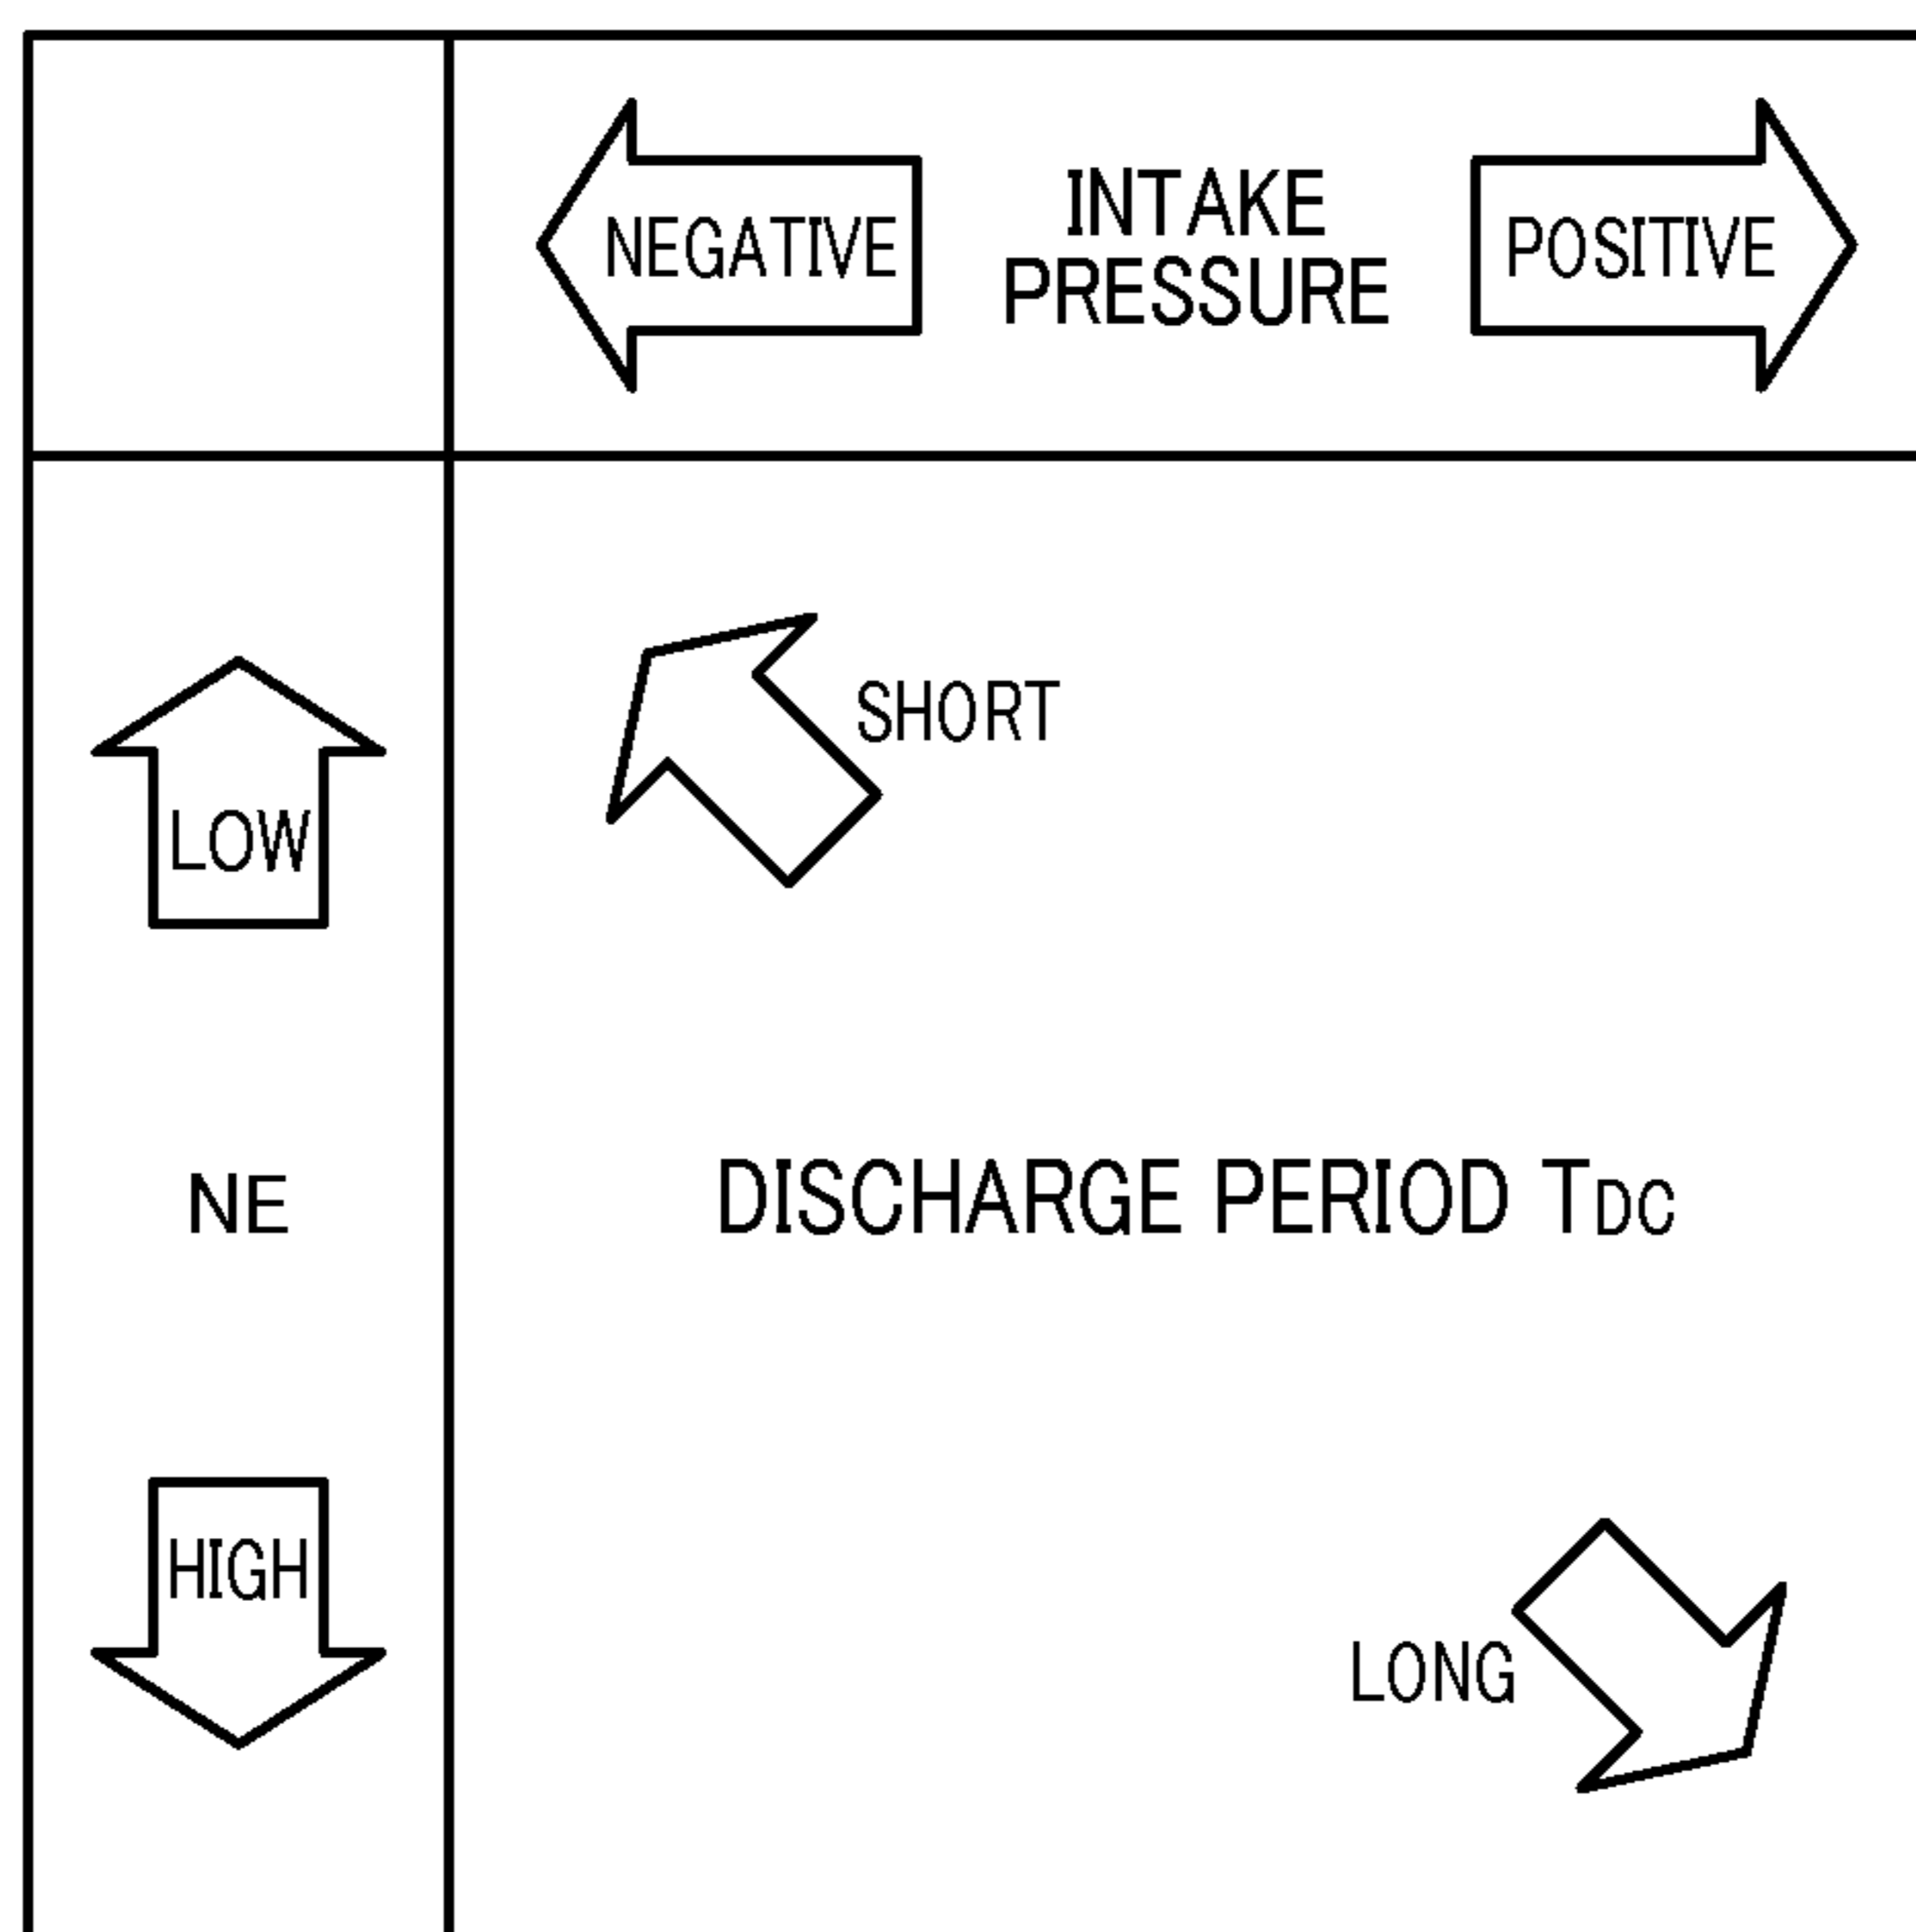 NEGATIVE
INTAKE
PRESSURE
POSITIVE
LOW
SHORT
NE
DISCHARGE PERIOD TDC
HIGH
LONG